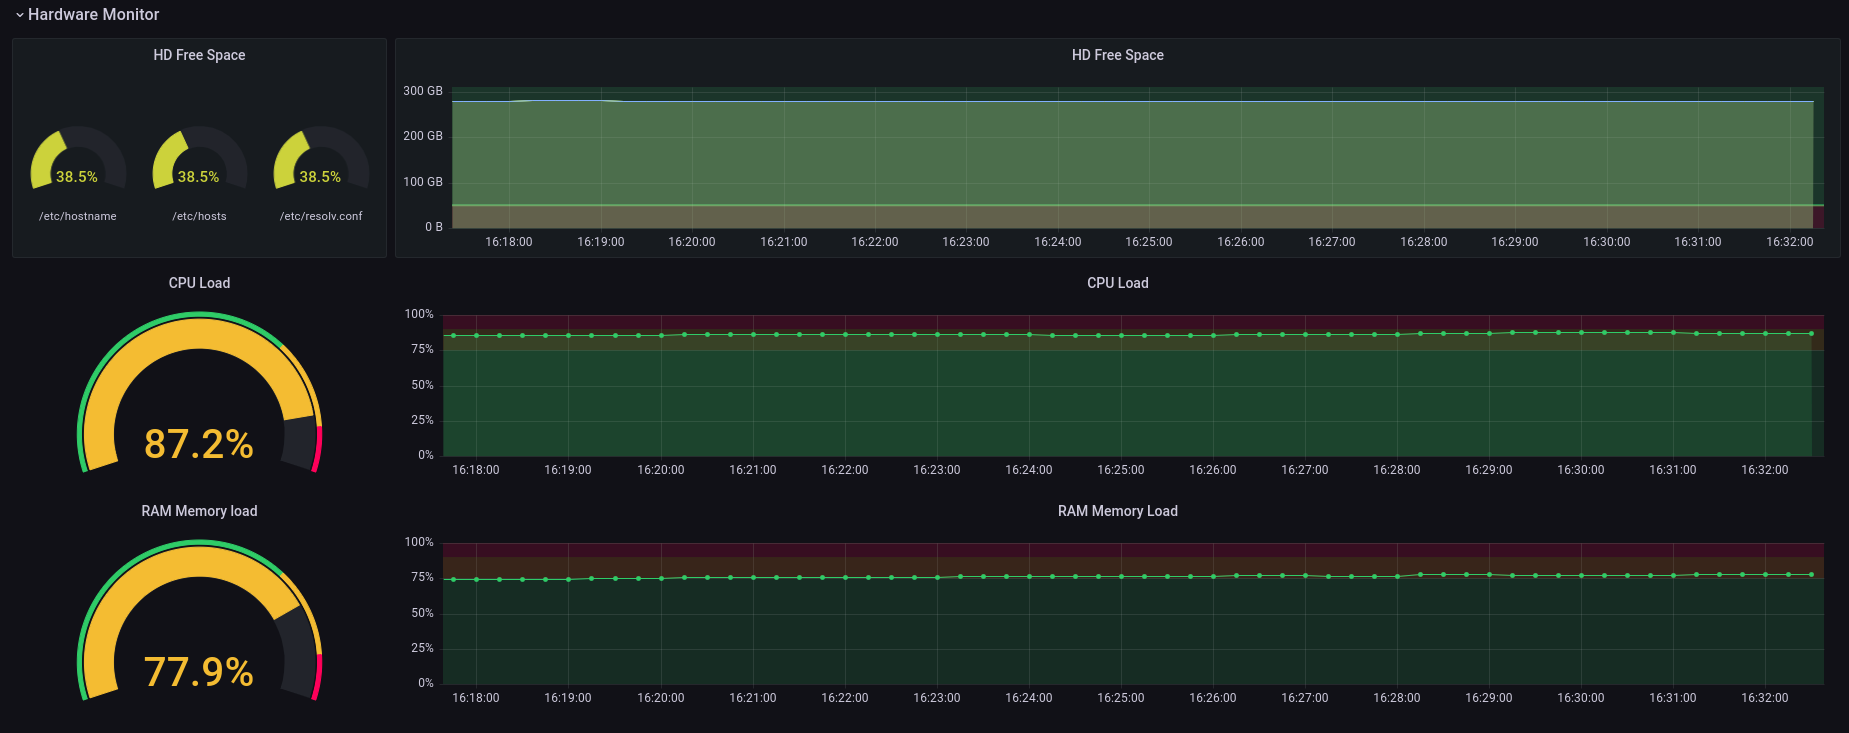 Hardware Monitor
HD Free Space
38.5%
38.5%
38.5%
/etc/hostname
/etc/hosts
/etc/resolv.conf
HD Free Space
300 GB
200 GB
100 GB
0 B
16:18:00 16:19:00 16:20:00 16:21:00 16:22:00 16:23:00 16:24:00 16:25:00 16:26:00 16:27:00 16:28:00 16:29:00 16:30:00 16:31:00 16:32:00
CPU Load
87.2%
CPU Load
100%
75%
50%
25%
0%
16:18:00 16:19:00 16:20:00 16:21:00 16:22:00 16:23:00 16:24:00 16:25:00 16:26:00 16:27:00 16:28:00 16:29:00 16:30:00 16:31:00 16:32:00
RAM Memory load
77.9%
RAM Memory Load
100%
75%
50%
25%
0%
16:18:00 16:19:00 16:20:00 16:21:00 16:22:00 16:23:00 16:24:00 16:25:00 16:26:00 16:27:00 16:28:00 16:29:00 16:30:00 16:31:00 16:32:00